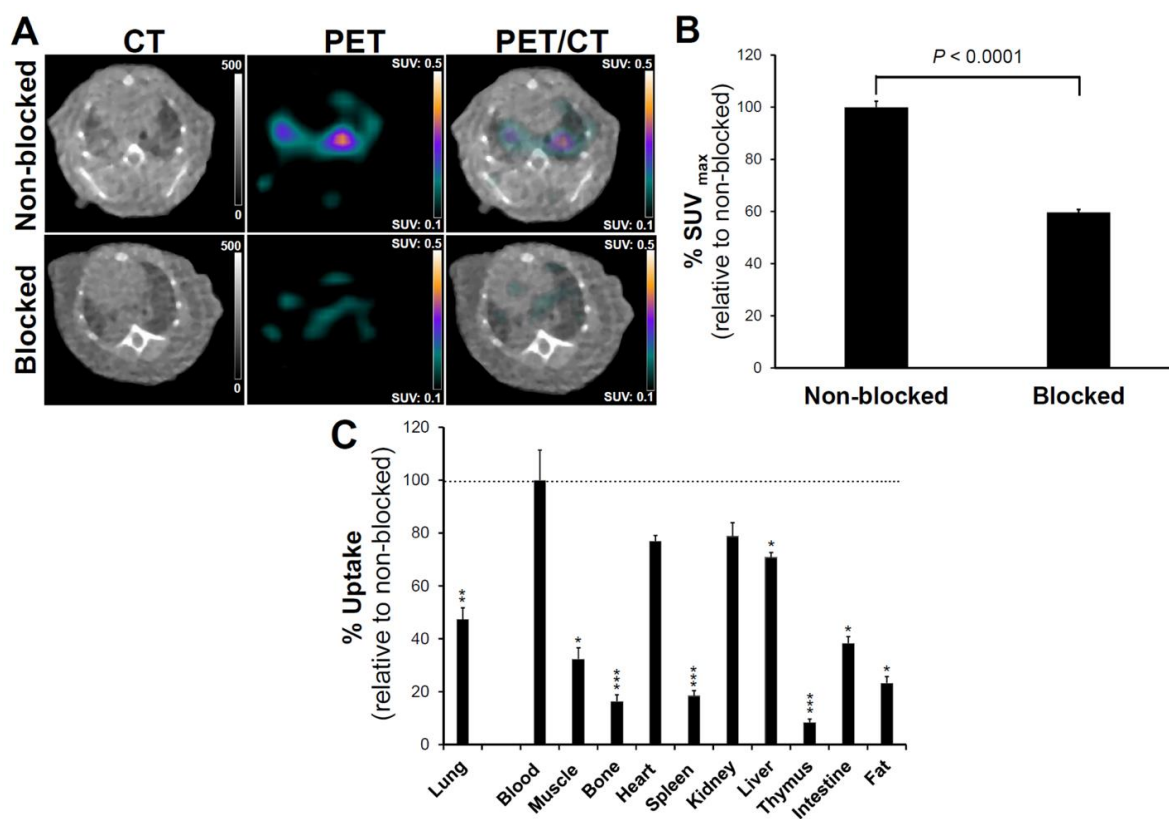 A
CT
PET
PET/CT
Non-blocked
500
0
SUV: 0.5
SUV: 0.1
SUV: 0.5
SUV: 0.1
Blocked
500
0
SUV: 0.5
SUV: 0.1
SUV: 0.5
SUV: 0.1
B
% SUV max
(relative to non-blocked)
120
100
80
60
40
20
0
P < 0.0001
Non-blocked
Blocked
C
% Uptake
(relative to non-blocked)
120
100
80
60
40
20
0
**
*
***
***
*
***
*
*
Lung
Blood
Muscle
Bone
Heart
Spleen
Kidney
Liver
Thymus
Intestine
Fat